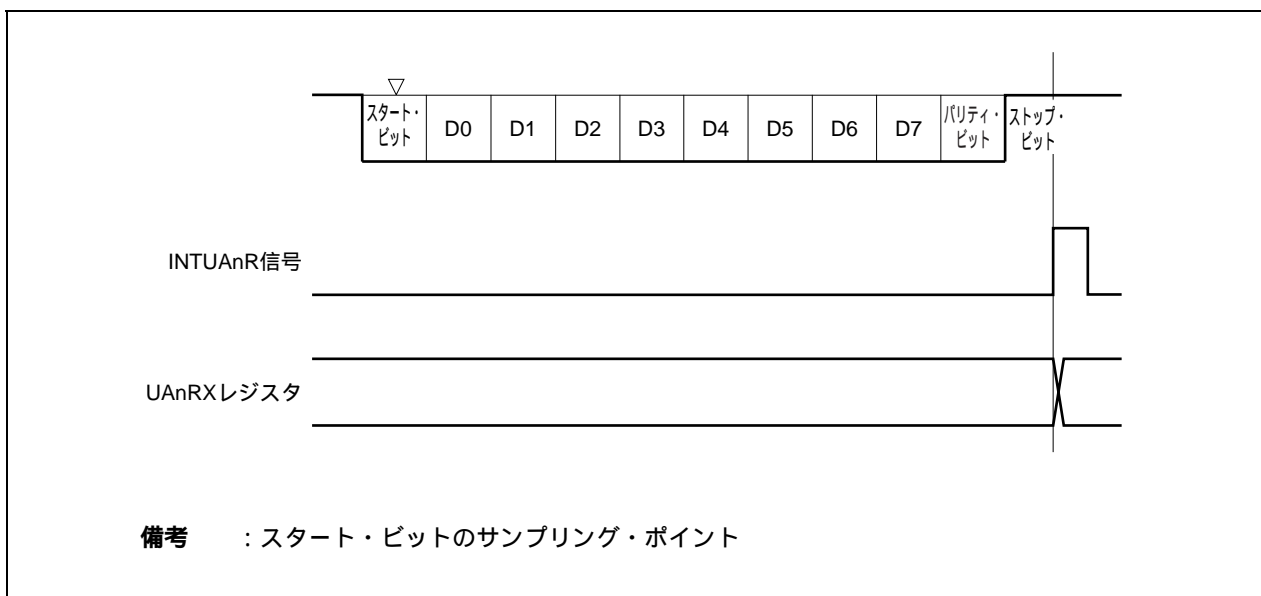 スタート・
ビット
D0
D1
D2
D3
D4
D5
D6
D7
パリティ・
ビット
ストップ・
ビット
INTUAnR信号
UAnRXレジスタ
備考 : スタート・ビットのサンプリング・ポイント